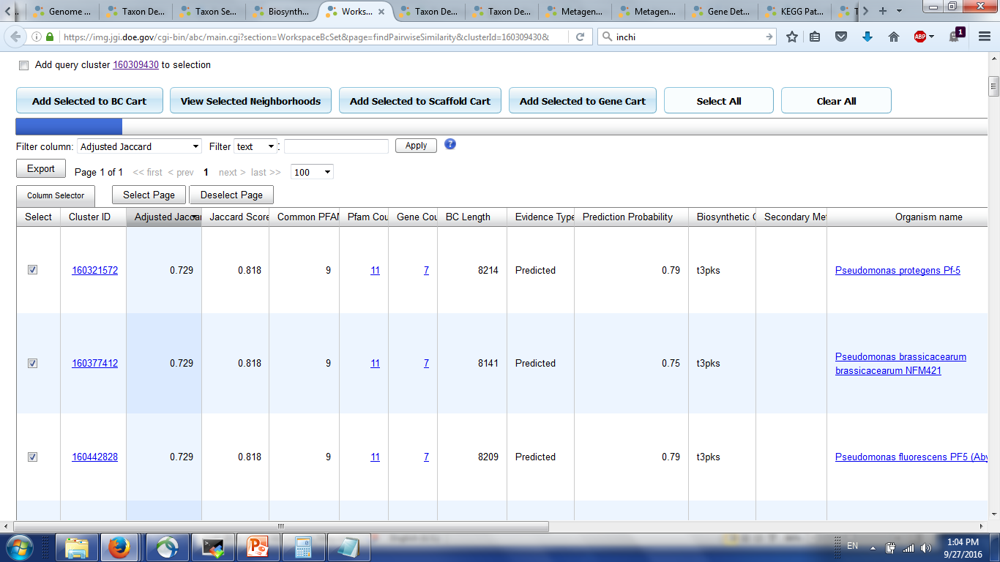 Genome ...
Taxon De...
Taxon Se...
Biosynth...
Works...
Taxon De...
Taxon De...
Metagen...
Metagen...
Gene Det...
KEGG Pat...
https://img.jgi.doe.gov/cgi-bin/abc/main.cgi?section=WorkspaceBcSet&page=findPairwiseSimilarity&clusterId=160309430&
inchi
ABP
1
Add query cluster 160309430 to selection
Add Selected to BC Cart
View Selected Neighborhoods
Add Selected to Scaffold Cart
Add Selected to Gene Cart
Select All
Clear All
Filter column: Adjusted Jaccard Filter text : Apply ?
Export Page 1 of 1 << first < prev 1 next > last >> 100
Column Selector Select Page Deselect Page
Select Cluster ID Adjusted Jaccar Jaccard Score Common PFAM Pfam Cou Gene Cou BC Length Evidence Type Prediction Probability Biosynthetic C Secondary Met Organism name
160321572 0.729 0.818 9 11 7 8214 Predicted 0.79 t3pks Pseudomonas protegens Pf-5
160377412 0.729 0.818 9 11 7 8141 Predicted 0.75 t3pks Pseudomonas brassicacearum
brassicacearum NFM421
160442828 0.729 0.818 9 11 7 8209 Predicted 0.79 t3pks Pseudomonas fluorescens PF5 (Aby
EN
1:04 PM
9/27/2016